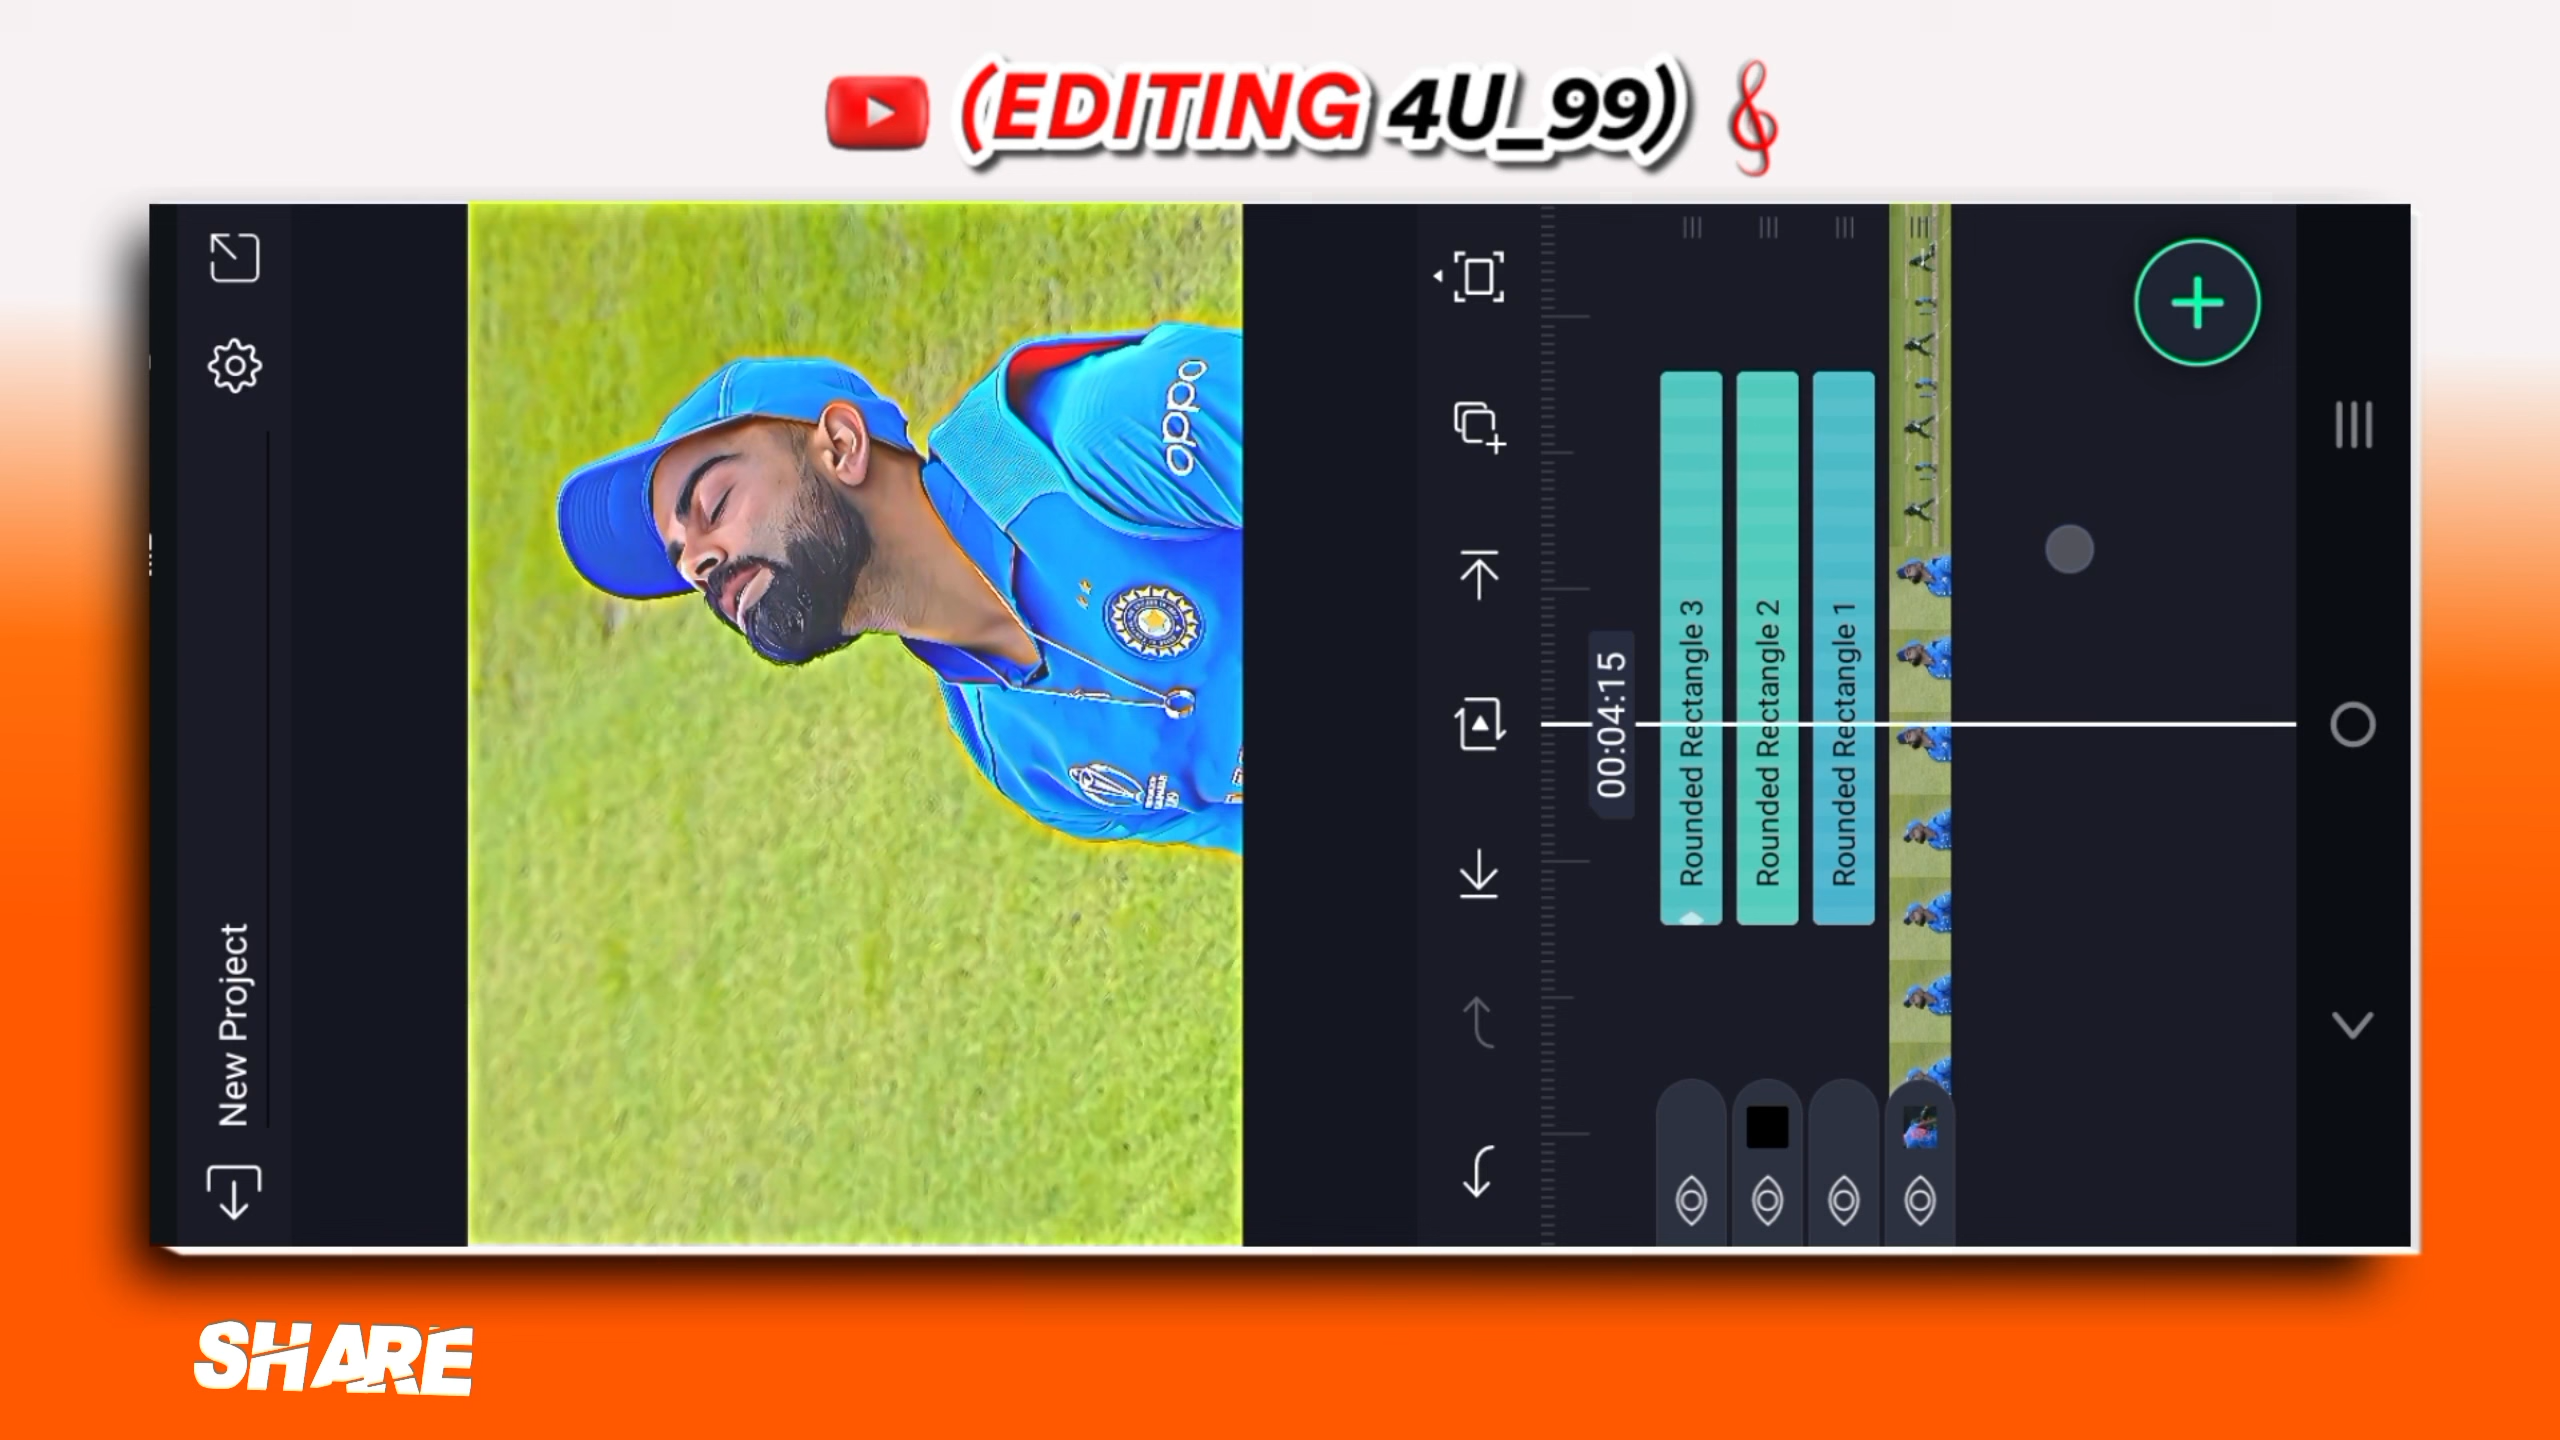 (EDITING 4U_99)
New Project
oppo
00:04:15
Rounded Rectangle 3
Rounded Rectangle 2
Rounded Rectangle 1
SHARE